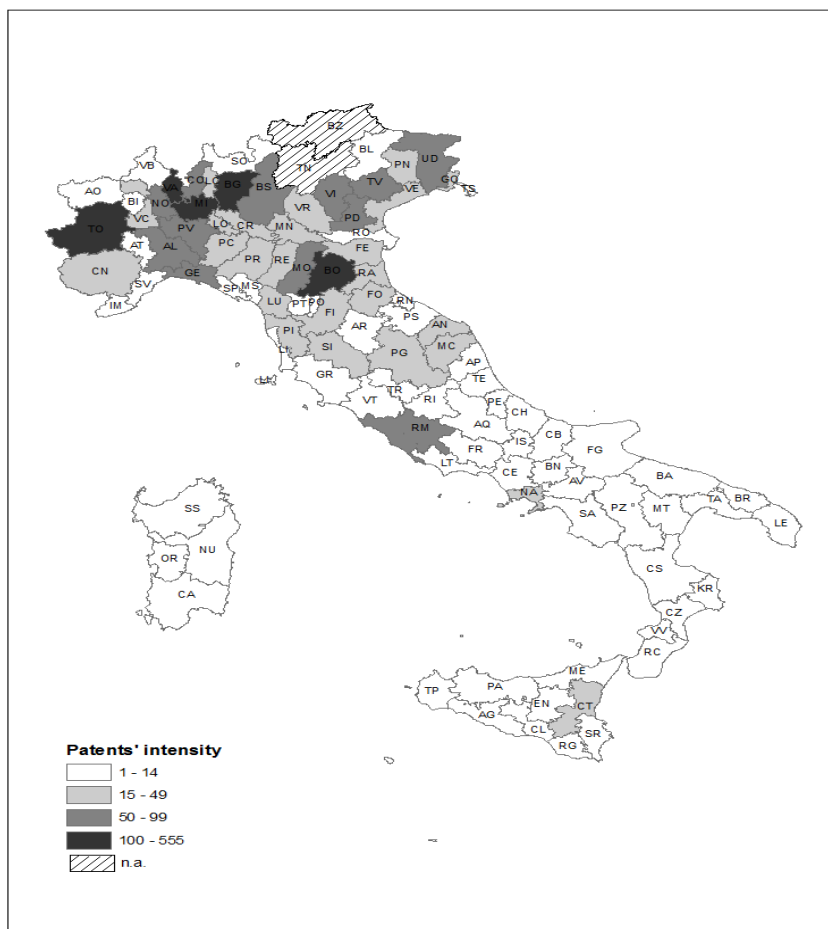 BZ
BL
SO
VB
TN
PN
UD
AO
VA
CO
LC
BG
BS
TV
GO
TS
BI
NO
MI
VI
VE
VC
VR
PD
TO
PV
LO
CR
MN
RO
AT
AL
PC
FE
PR
RE
MO
BO
RA
CN
GE
SV
SP
MS
FO
RN
IM
LU
PT
PO
FI
PS
PI
AR
AN
LI
SI
PG
MC
AP
LI
GR
TE
TR
VT
RI
PE
CH
RM
AQ
CB
IS
FG
FR
LT
CE
BN
BA
AV
NA
TA
BR
SS
SA
PZ
MT
LE
OR
NU
CS
KR
CA
CZ
VV
RC
ME
TP
PA
EN
CT
AG
CL
SR
RG
Patents' intensity
1 - 14
15 - 49
50 - 99
100 - 555
n.a.